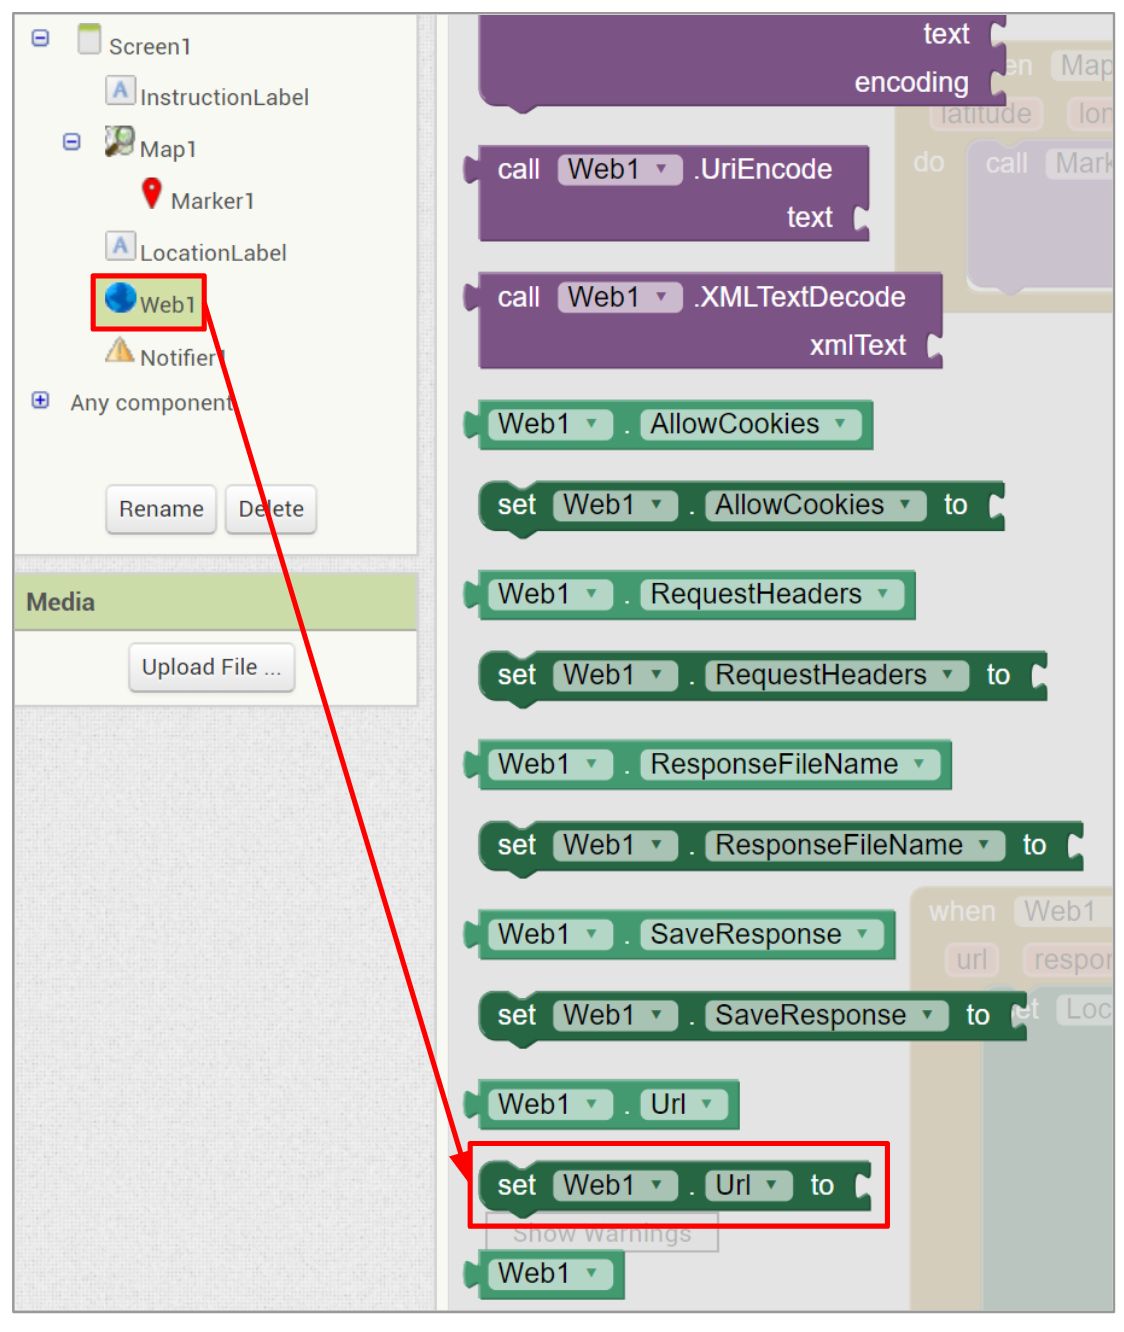 Screen1
A InstructionLabel
Map1
Marker1
A LocationLabel
Web1
Notifier1
Any component
Rename Delete
Media
Upload File ...
text
encoding
call Web1 .UriEncode
text
call Web1 .XMLTextDecode
xmlText
Web1 . AllowCookies
set Web1 . AllowCookies to
Web1 . RequestHeaders
set Web1 . RequestHeaders to
Web1 . ResponseFileName
set Web1 . ResponseFileName to
Web1 . SaveResponse
set Web1 . SaveResponse to
Web1 . Url
set Web1 . Url to
Show Warnings
Web1
en Map
latitude lon
do call Mark
when Web1
url respon
et Loc